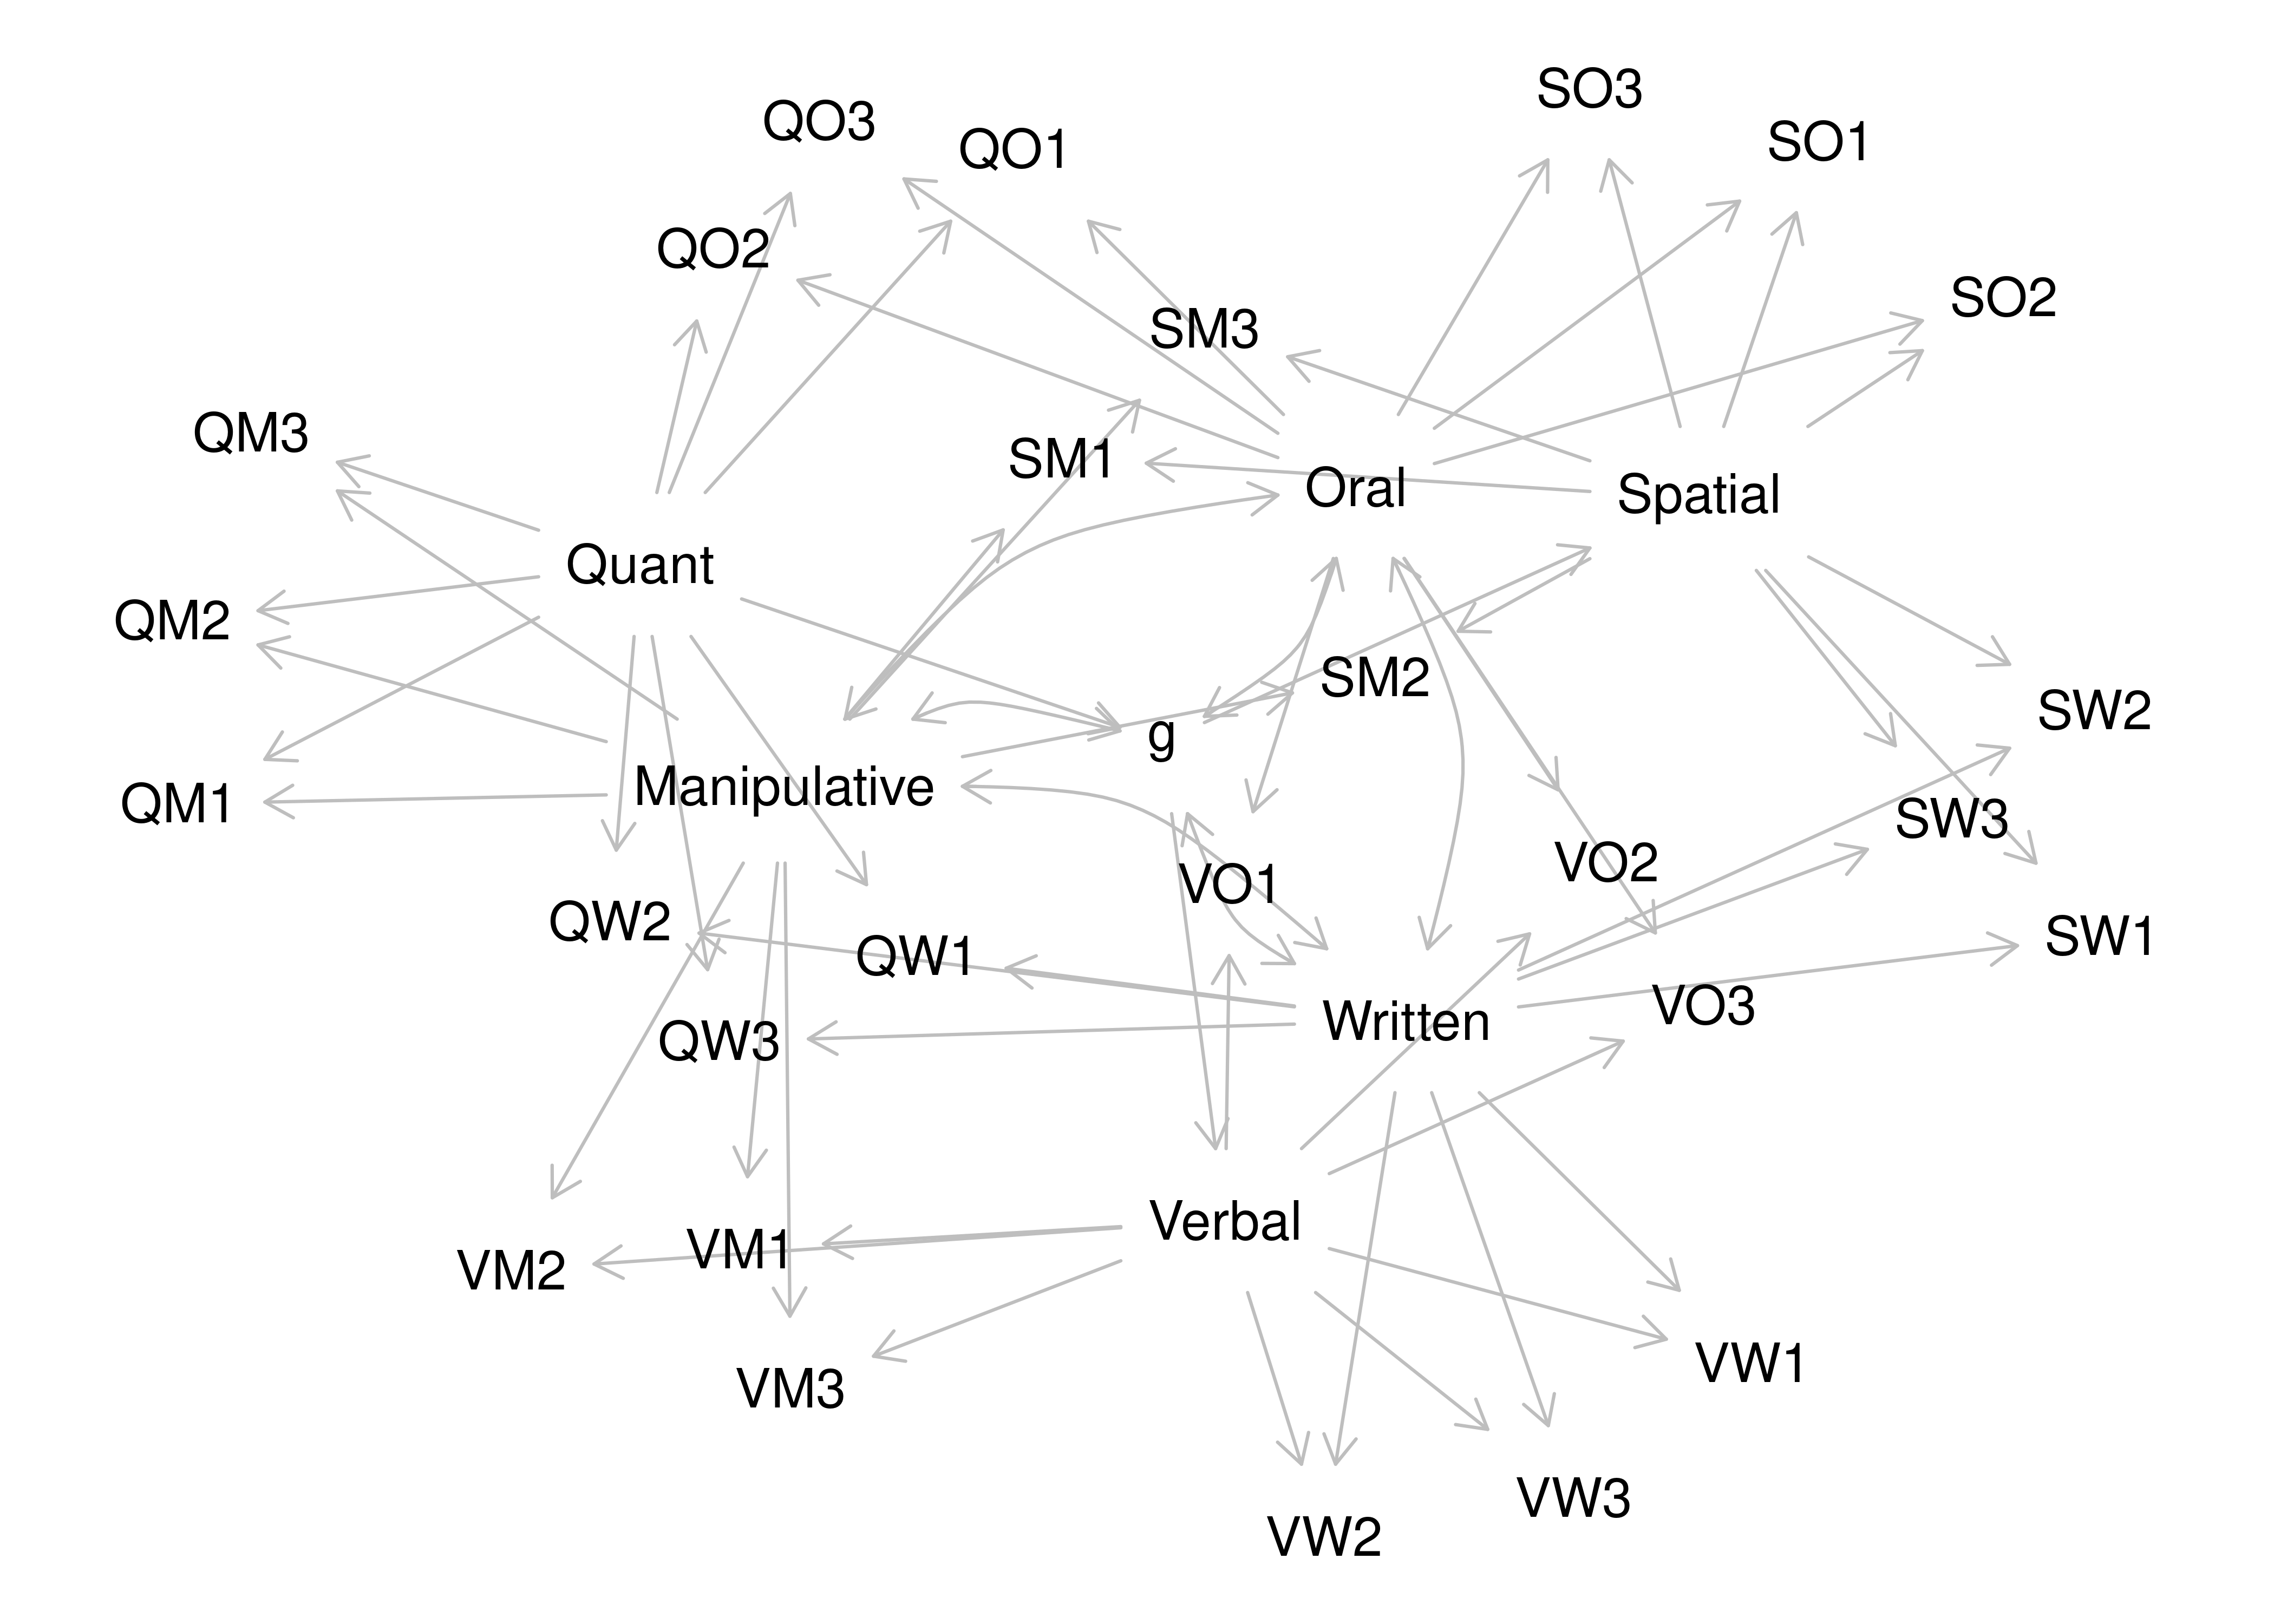 SO3
QO3
SO1
QO1
QO2
SO2
SM3
QM3
SM1
Oral
Spatial
Quant
QM2
SM2
SW2
g
Manipulative
QM1
SW3
VO2
VO1
QW2
SW1
QW1
VO3
Written
QW3
Verbal
VM1
VM2
VW1
VM3
VW3
VW2